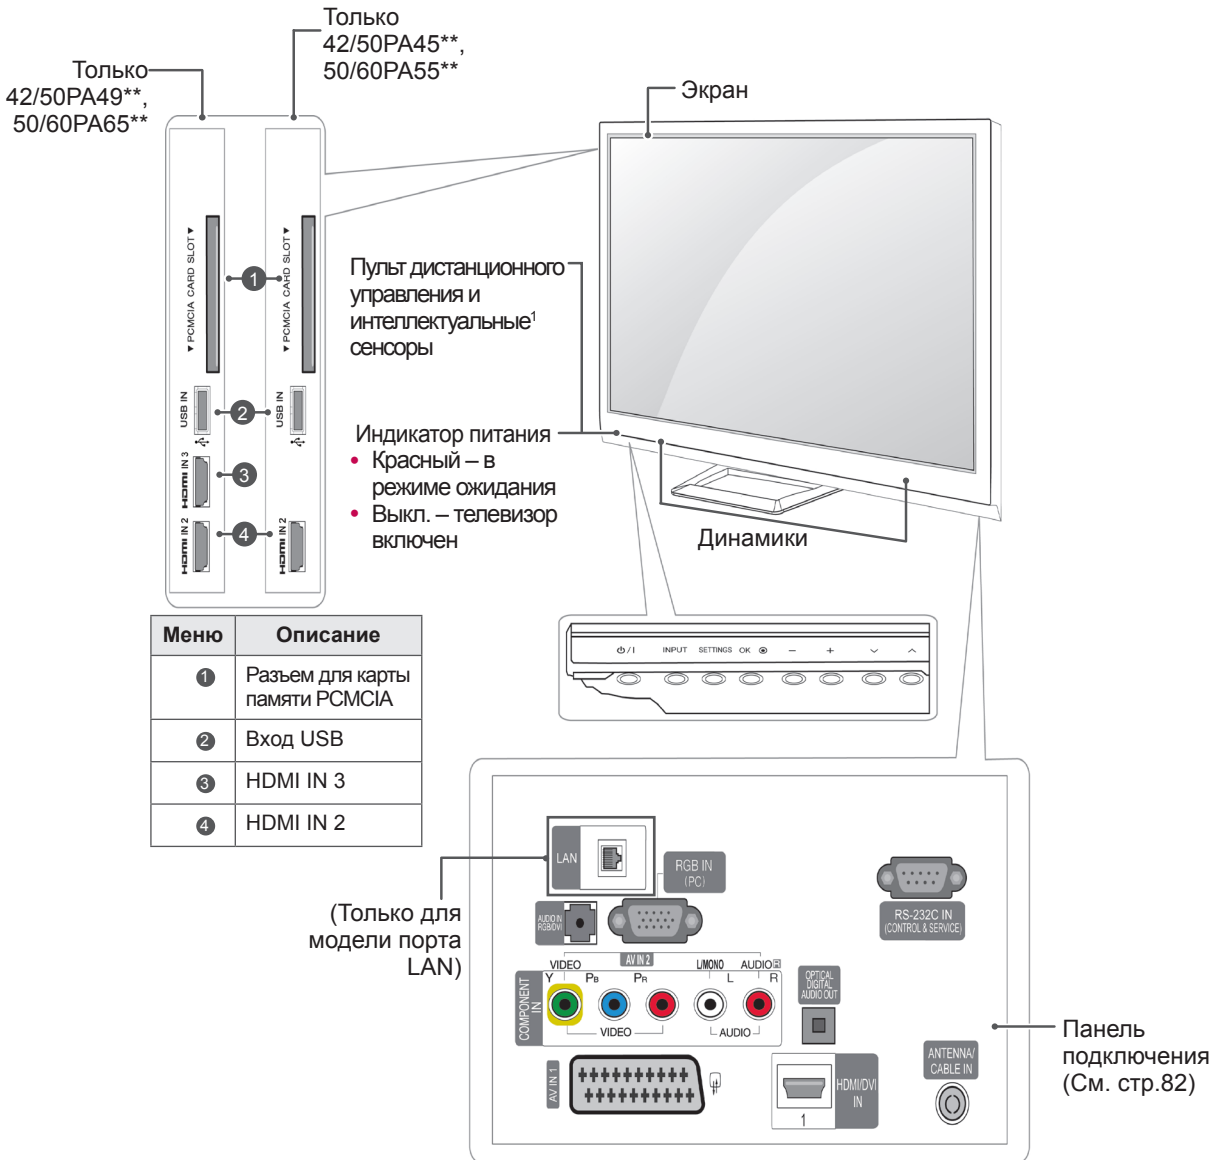 Только
42/50PA45**,
50/60PA55**
Только
42/50PA49**,
50/60PA65**
Экран
▼ PCMCIA CARD SLOT ▼
▼ PCMCIA CARD SLOT ▼
1
USB IN
USB IN
2
HDMI IN 3
3
HDMI IN 2
HDMI IN 2
4
Пульт дистанционного
управления и
интеллектуальные1
сенсоры
Индикатор питания
• Красный – в
режиме ожидания
• Выкл. – телевизор
включен
Динамики
Меню Описание
1 Разъем для карты
памяти PCMCIA
2 Вход USB
3 HDMI IN 3
4 HDMI IN 2
/ I INPUT SETTINGS OK − +
LAN
RGB IN
(PC)
(Только для
модели порта
LAN)
AUDIO IN
RGB/DVI
RS-232C IN
(CONTROL & SERVICE)
AV IN 2
VIDEO L/MONO AUDIO R
Y PB PR L R
COMPONENT
IN
VIDEO AUDIO
OPTICAL
DIGITAL
AUDIO OUT
AV IN 1
HDMI/DVI
IN
1
ANTENNA/
CABLE IN
Панель
подключения
(См. стр.82)